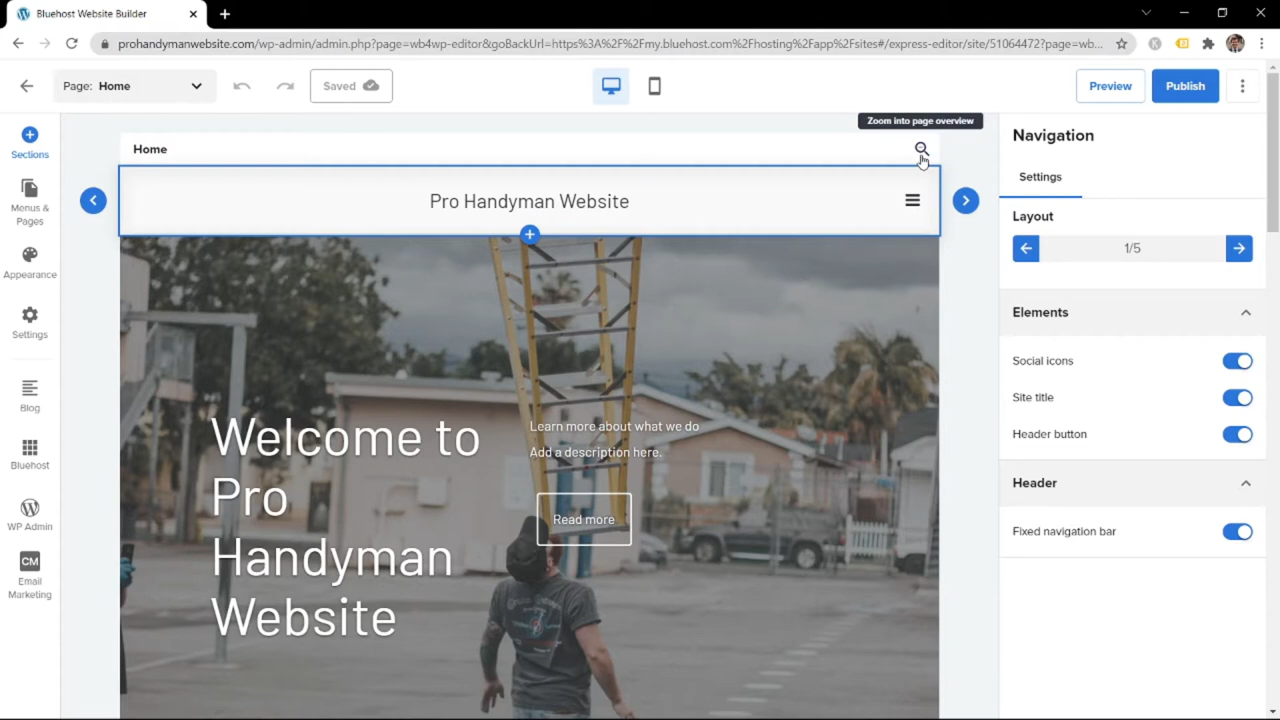 Bluehost Website Builder
prohandymanwebsite.com/wp-admin/admin.php?page=wb4wp-editor&goBackUrl=https%3A%2F%2Fmy.bluehost.com%2Fhosting%2Fapp%2Fsites#/express-editor/site/51064472?page=wb...
Page: Home
Saved
Preview
Publish
Zoom into page overview
Sections
Menus &
Pages
Appearance
Settings
Blog
Bluehost
WP Admin
CM
Email
Marketing
Home
Pro Handyman Website
Welcome to
Pro
Handyman
Website
Learn more about what we do
Add a description here.
Read more
Navigation
Settings
Layout
1/5
Elements
Social icons
Site title
Header button
Header
Fixed navigation bar